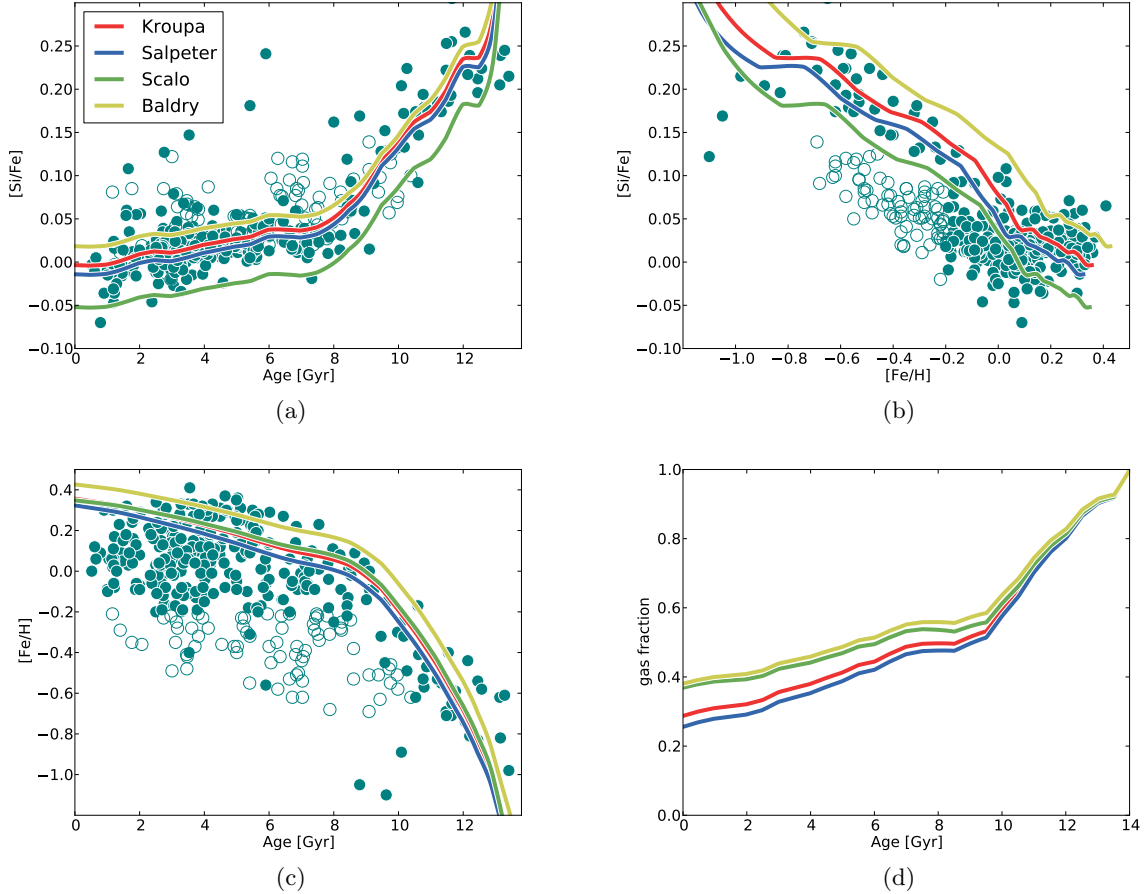 Kroupa
Salpeter
Scalo
Baldry
[Si/Fe]
0.25
0.20
0.15
0.10
0.05
0.00
−0.05
−0.10
0 2 4 6 8 10 12
Age [Gyr]
(a)
[Si/Fe]
0.25
0.20
0.15
0.10
0.05
0.00
−0.05
−0.10
−1.0 −0.8 −0.6 −0.4 −0.2 0.0 0.2 0.4
[Fe/H]
(b)
[Fe/H]
0.4
0.2
0.0
−0.2
−0.4
−0.6
−0.8
−1.0
0 2 4 6 8 10 12
Age [Gyr]
(c)
gas fraction
1.0
0.8
0.6
0.4
0.2
0.0
0 2 4 6 8 10 12 14
Age [Gyr]
(d)